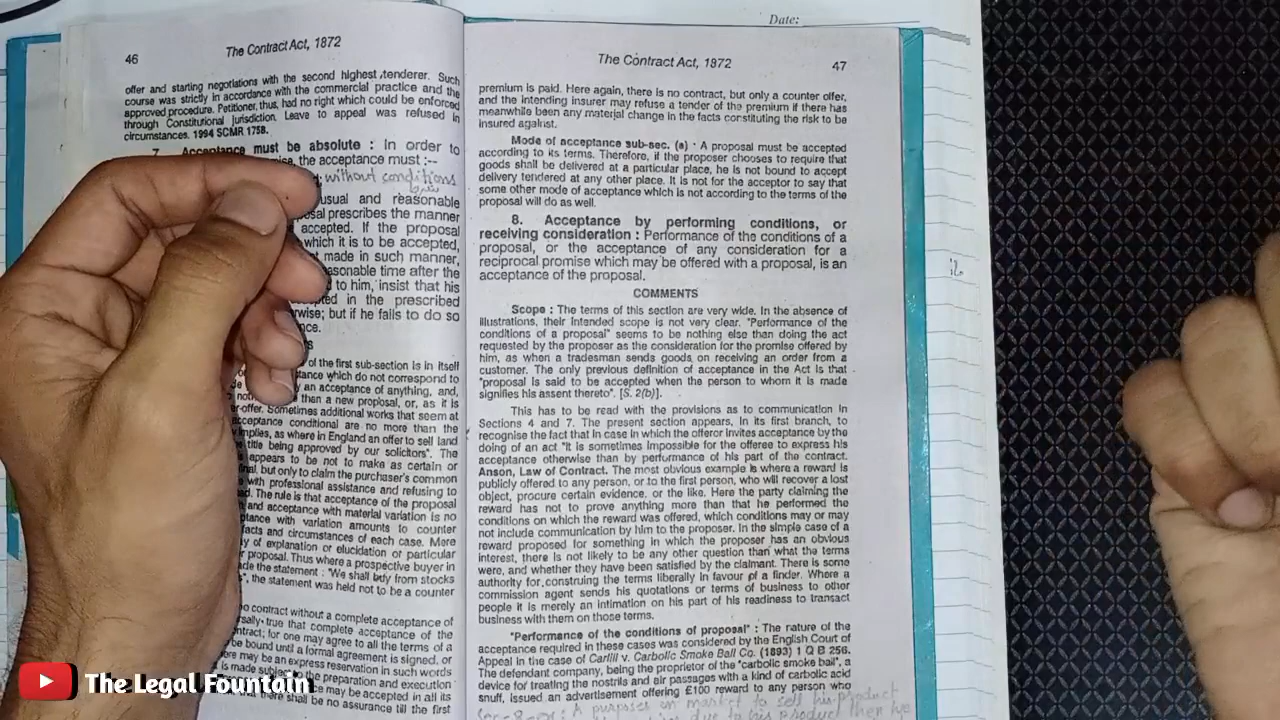 Date:
46
The Contract Act, 1872
offer and starting negotiations with the second highest tenderer. Such
course was strictly in accordance with the commercial practice and the
approved procedure. Petitioner, thus, had no right which could be enforced
through Constitutional Jurisdiction. Leave to appeal was refused in
circumstances. 1994 SCMR 1758.
7. Acceptance must be absolute : In order to
the acceptance must :--
without conditions
usual and reasonable
prescribes the manner
accepted. If the proposal
which it is to be accepted,
made in such manner,
reasonable time after the
to him, insist that his
in the prescribed
but if he fails to do so
of the first sub-section is in itself
which do not correspond to
an acceptance of anything, and,
than a new proposal, or, as it is
Sometimes additional works that seem at
acceptance conditional are no more than the
implies, as where in England an offer to sell land
title being approved by our solicitors". The
appears to be not to make as certain or
but only to claim the purchaser's common
with professional assistance and refusing to
The rule is that acceptance of the proposal
and acceptance with material variation is no
with variation amounts to counter
facts and circumstances of each case. Mere
of explanation or elucidation or particular
proposal. Thus where a prospective buyer in
the statement : "We shall buy from stocks
the statement was held not to be a counter
contract without a complete acceptance of
true that complete acceptance of the
for one may agree to all the terms of a
be bound until a formal agreement is signed, or
may be an express reservation in such words
is made subject to the preparation and execution
may be accepted in all its
there shall be no assurance till the first
The Contract Act, 1872
47
premium is paid. Here again, there is no contract, but only a counter offer,
and the intending insurer may refuse a tender of the premium if there has
meanwhile been any material change in the facts constituting the risk to be
insured against.
Mode of acceptance sub-sec. (a) : A proposal must be accepted
according to its terms. Therefore, if the proposer chooses to require that
goods shall be delivered at a particular place, he is not bound to accept
delivery tendered at any other place. It is not for the acceptor to say that
some other mode of acceptance which is not according to the terms of the
proposal will do as well.
8. Acceptance by performing conditions, or
receiving consideration : Performance of the conditions of a
proposal, or the acceptance of any consideration for a
reciprocal promise which may be offered with a proposal, is an
acceptance of the proposal.
COMMENTS
Scope : The terms of this section are very wide. In the absence of
illustrations, their intended scope is not very clear. "Performance of the
conditions of a proposal" seems to be nothing else than doing the act
requested by the proposer as the consideration for the promise offered by
him, as when a tradesman sends goods on receiving an order from a
customer. The only previous definition of acceptance in the Act is that
"proposal is said to be accepted when the person to whom it is made
signifies his assent thereto". [S. 2(b)].
This has to be read with the provisions as to communication in
Sections 4 and 7. The present section appears, in its first branch, to
recognise the fact that in case in which the offeror invites acceptance by the
doing of an act "it is sometimes impossible for the offeree to express his
acceptance otherwise than by performance of his part of the contract.
Anson, Law of Contract. The most obvious example is where a reward is
publicly offered to any person, or to the first person, who will recover a lost
object, procure certain evidence, or the like. Here the party claiming the
reward has not to prove anything more than that he performed the
conditions on which the reward was offered, which conditions may or may
not include communication by him to the proposer. In the simple case of a
reward proposed for something in which the proposer has an obvious
interest, there is not likely to be any other question than what the terms
were, and whether they have been satisfied by the claimant. There is some
authority for construing the terms liberally in favour of a finder. Where a
commission agent sends his quotations or terms of business to other
people it is merely an intimation on his part of his readiness to transact
business with them on those terms.
"Performance of the conditions of proposal" : The nature of the
acceptance required in these cases was considered by the English Court of
Appeal in the case of Carlill v. Carbolic Smoke Ball Co. (1893) 1 Q B 256.
The defendant company, being the proprietor of the "carbolic smoke ball", a
device for treating the nostrils and air passages with a kind of carbolic acid
snuff, issued an advertisement offering £100 reward to any person who
to sell his product
The Legal Fountain